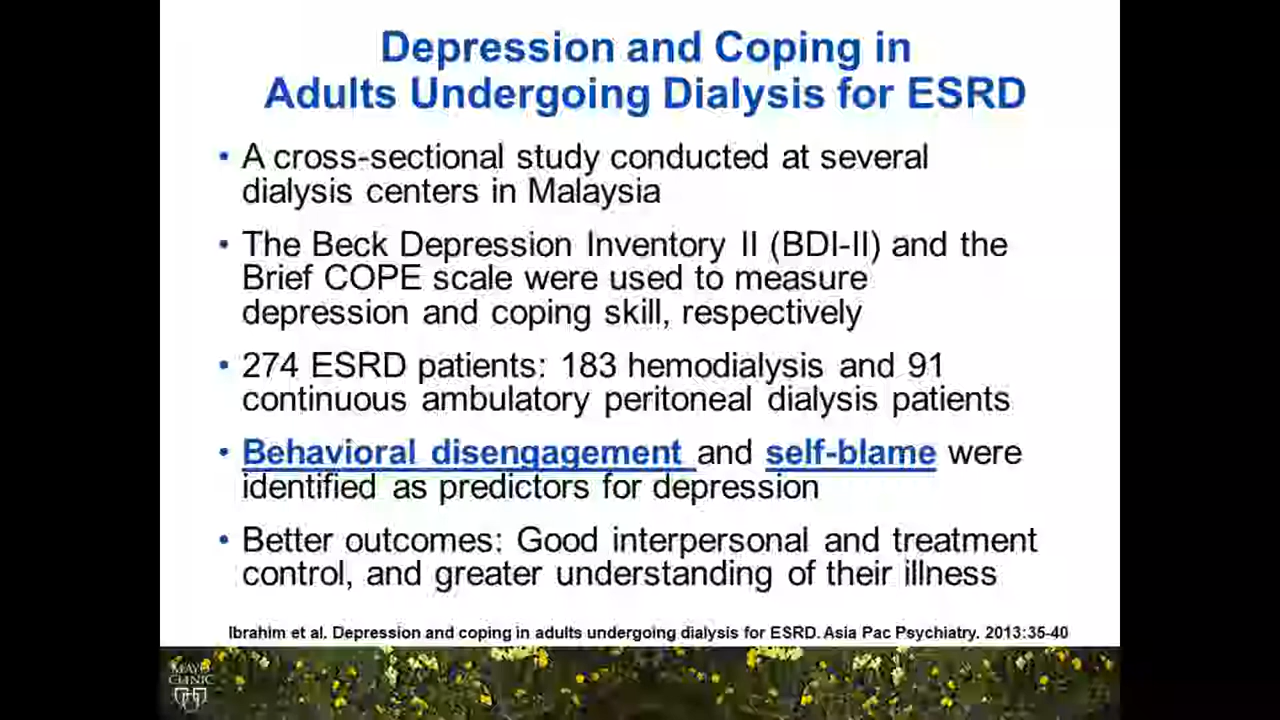 Depression and Coping in
Adults Undergoing Dialysis for ESRD
• A cross-sectional study conducted at several
dialysis centers in Malaysia
• The Beck Depression Inventory II (BDI-II) and the
Brief COPE scale were used to measure
depression and coping skill, respectively
• 274 ESRD patients: 183 hemodialysis and 91
continuous ambulatory peritoneal dialysis patients
• Behavioral disengagement and self-blame were
identified as predictors for depression
• Better outcomes: Good interpersonal and treatment
control, and greater understanding of their illness
Ibrahim et al. Depression and coping in adults undergoing dialysis for ESRD. Asia Pac Psychiatry. 2013:35-40
MAYO
CLINIC